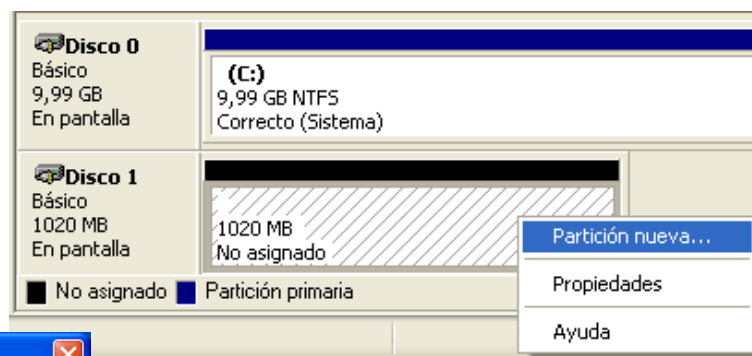 Disco 0
Básico
9,99 GB
En pantalla
(C:)
9,99 GB NTFS
Correcto (Sistema)
Disco 1
Básico
1020 MB
En pantalla
1020 MB
No asignado
Partición nueva...
Propiedades
Ayuda
No asignado Partición primaria